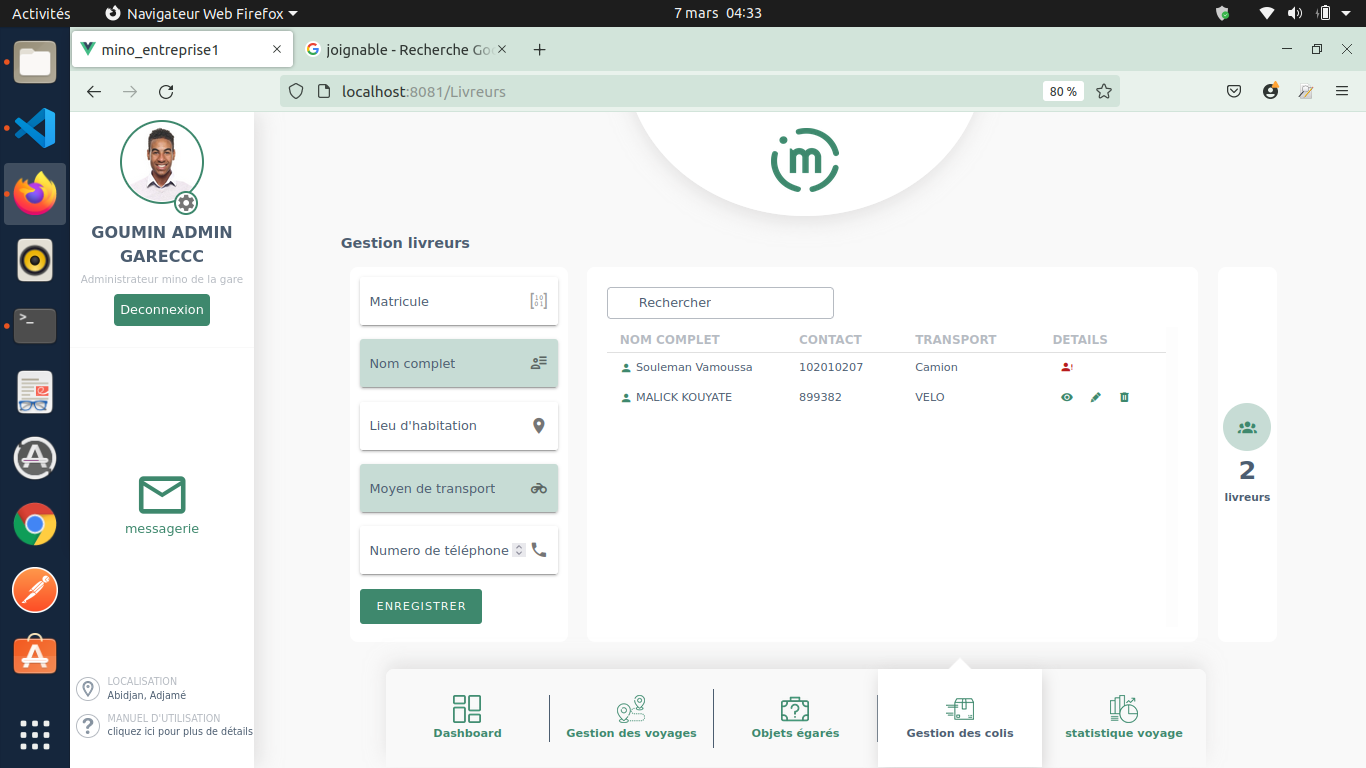 Activités
Navigateur Web Firefox
7 mars 04:33
mino_entreprise1
joignable - Recherche Goo
localhost:8081/Livreurs
80 %
m
GOUMIN ADMIN
GARECCC
Administrateur mino de la gare
Deconnexion
messagerie
LOCALISATION
Abidjan, Adjamé
MANUEL D'UTILISATION
cliquez ici pour plus de détails
Gestion livreurs
Matricule
Nom complet
Lieu d'habitation
Moyen de transport
Numero de téléphone
ENREGISTRER
Rechercher
NOM COMPLET CONTACT TRANSPORT DETAILS
Souleman Vamoussa 102010207 Camion
MALICK KOUYATE 899382 VELO
2
livreurs
Dashboard
Gestion des voyages
Objets égarés
Gestion des colis
statistique voyage